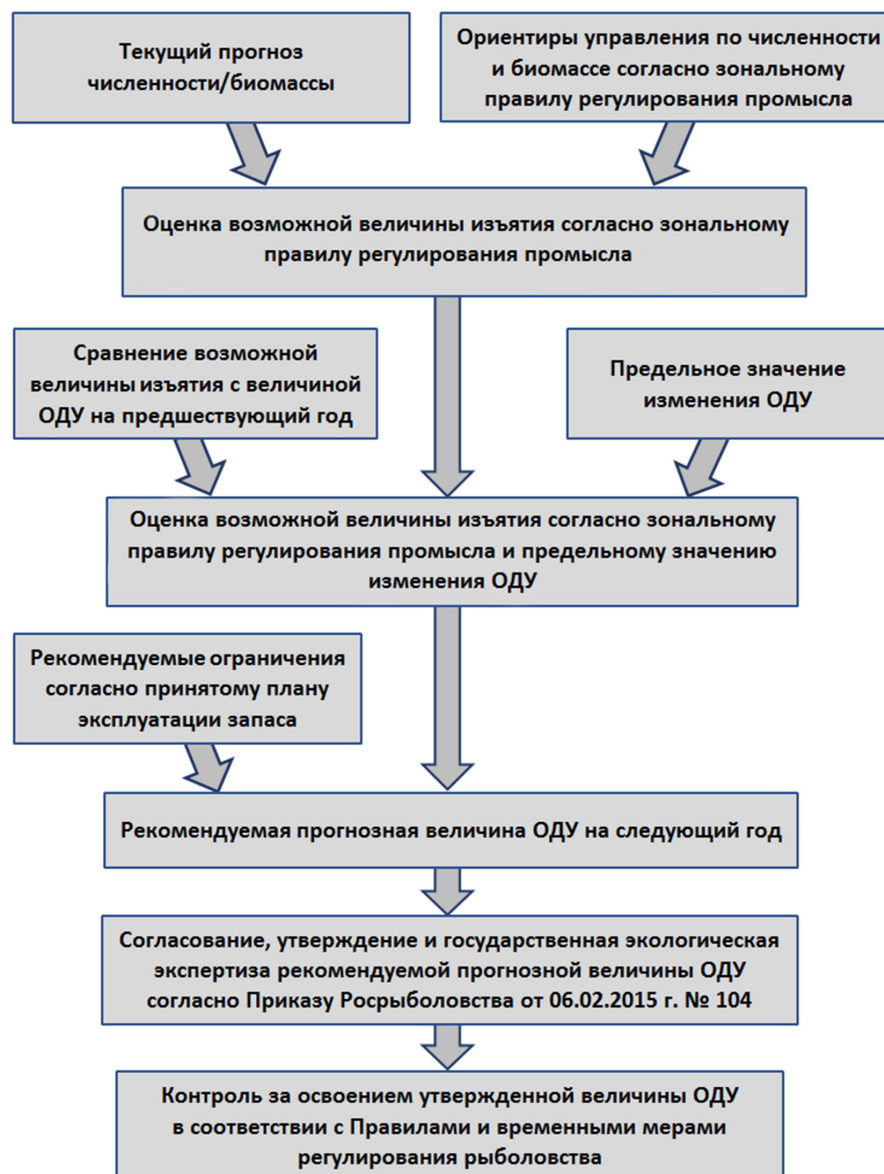 Текущий прогноз
численности/биомассы
Ориентиры управления по численности
и биомассе согласно зональному
правилу регулирования промысла
Оценка возможной величины изъятия согласно зональному
правилу регулирования промысла
Сравнение возможной
величины изъятия с величиной
ОДУ на предшествующий год
Предельное значение
изменения ОДУ
Оценка возможной величины изъятия согласно зональному
правилу регулирования промысла и предельному значению
изменения ОДУ
Рекомендуемые ограничения
согласно принятому плану
эксплуатации запаса
Рекомендуемая прогнозная величина ОДУ на следующий год
Согласование, утверждение и государственная экологическая
экспертиза рекомендуемой прогнозной величины ОДУ
согласно Приказу Росрыболовства от 06.02.2015 г. № 104
Контроль за освоением утвержденной величины ОДУ
в соответствии с Правилами и временными мерами
регулирования рыболовства